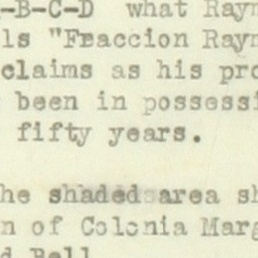 -B-C-D what Rayn
ls "Fraccion Rayn
claims as his pro
been in possessi
fifty years.
he shaded area sh
n of Colonia Marg
d Bell